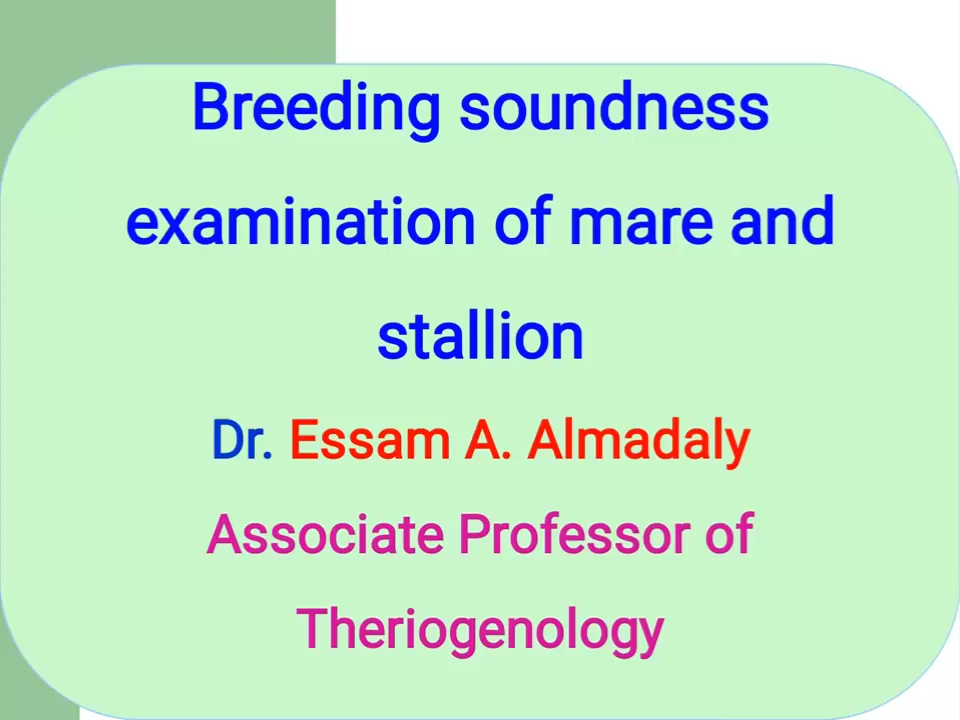 Breeding soundness
examination of mare and
stallion
Dr. Essam A. Almadaly
Associate Professor of
Theriogenology